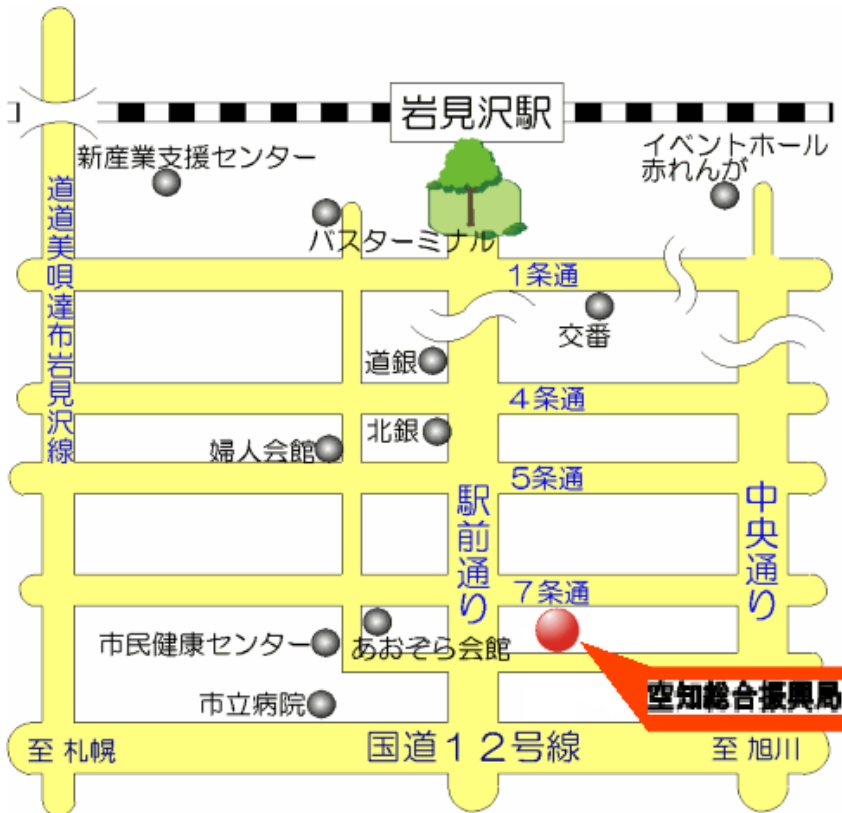 岩見沢駅
新産業支援センター
イベントホール
赤れんが
バスターミナル
道道美唄達布岩見沢線
1条通
交番
道銀
4条通
北銀
婦人会館
5条通
駅前通り
中央通り
7条通
市民健康センター
あおぞら会館
空知総合振興局
市立病院
至 札幌
国道12号線
至 旭川